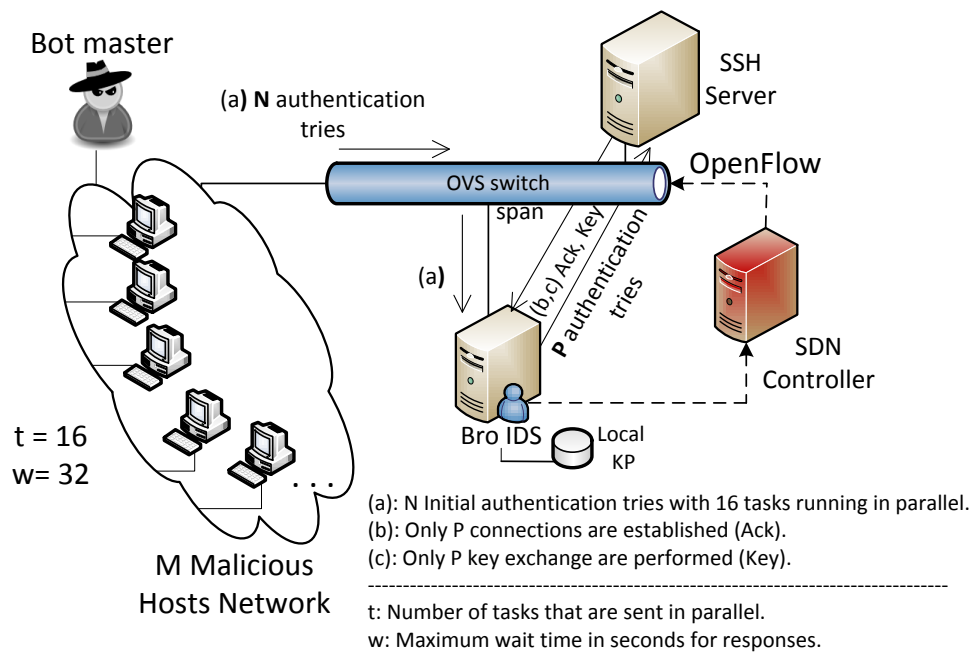 Bot master
(a) N authentication
tries
SSH
Server
OpenFlow
OVS switch
span
(a)
(b,c) Ack, Key
P authentication
tries
SDN
Controller
Bro IDS
Local
KP
t = 16
w= 32
. . .
M Malicious
Hosts Network
(a): N Initial authentication tries with 16 tasks running in parallel.
(b): Only P connections are established (Ack).
(c): Only P key exchange are performed (Key).
-----------------------------------------------------------------------------------
t: Number of tasks that are sent in parallel.
w: Maximum wait time in seconds for responses.